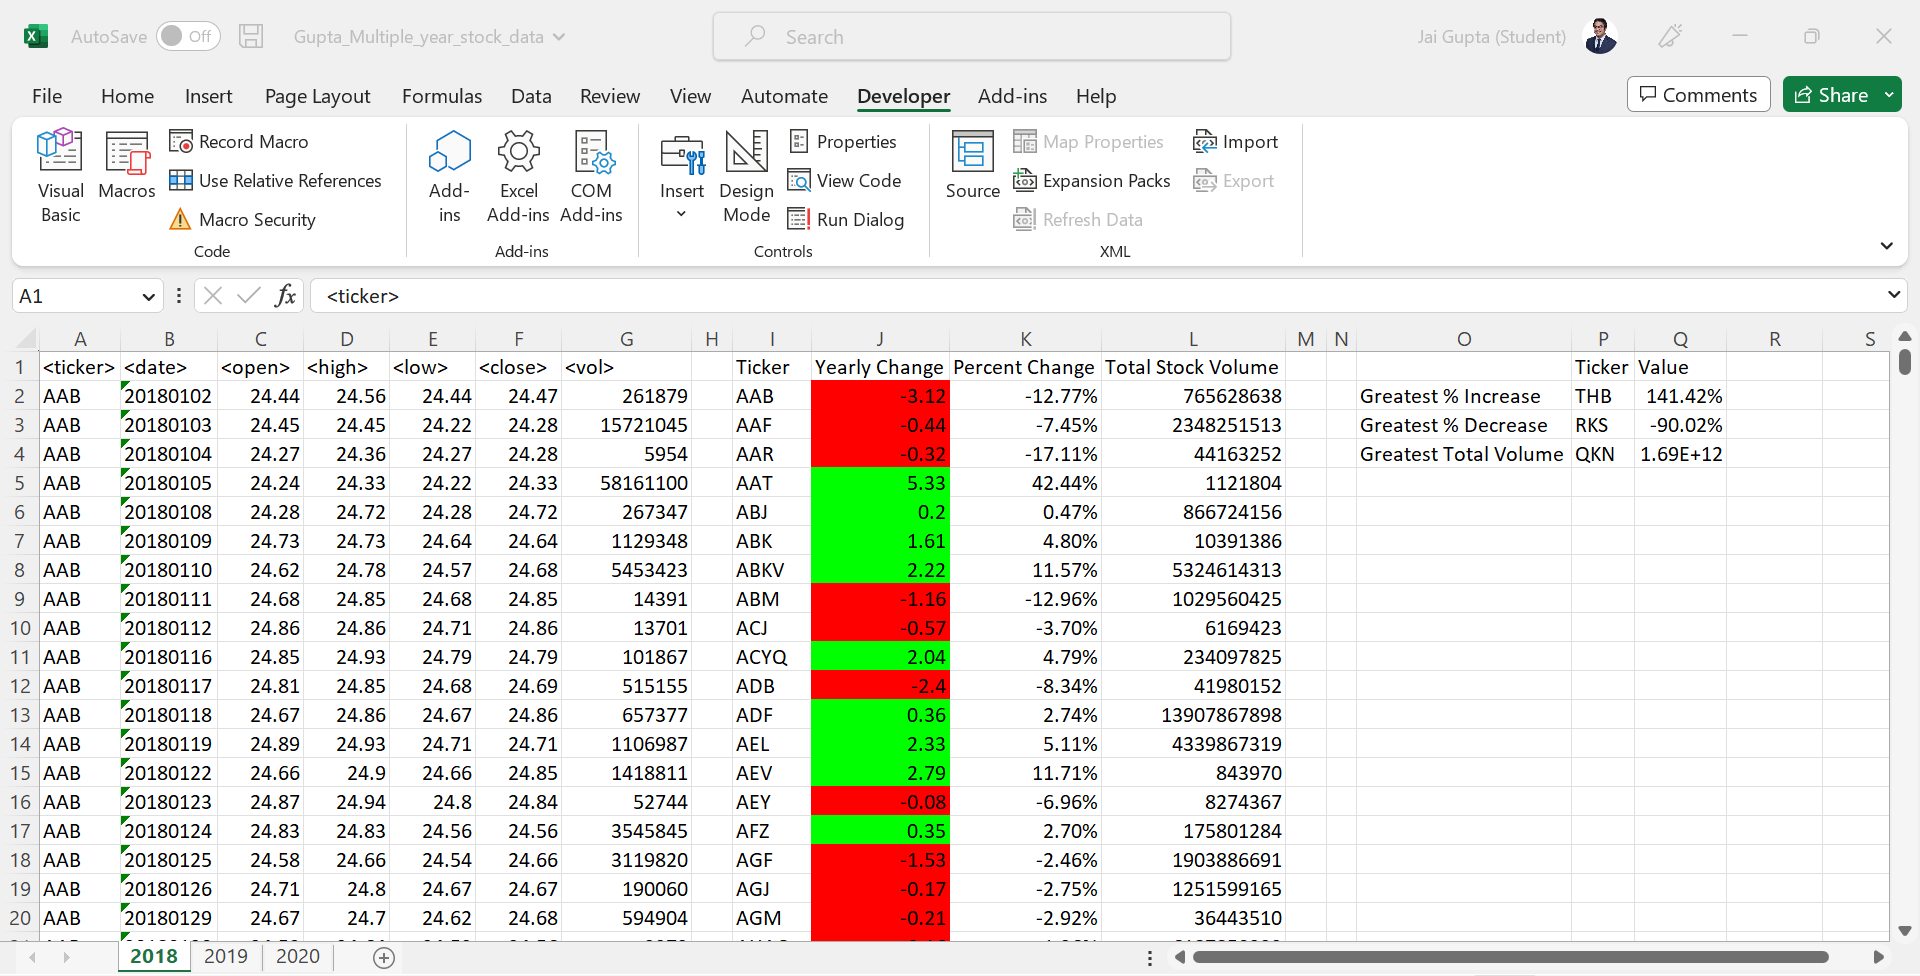 AutoSave Off Gupta_Multiple_year_stock_data Search Jai Gupta (Student)
File Home Insert Page Layout Formulas Data Review View Automate Developer Add-ins Help Comments Share
Visual Basic Macros Record Macro Use Relative References Macro Security
Code
Add-ins Excel Add-ins COM Add-ins
Add-ins
Insert Design Mode Properties View Code Run Dialog
Controls
Source Map Properties Expansion Packs Refresh Data Import Export
XML
A1 fx <ticker>
A B C D E F G H I J K L M N O P Q R S
1 <ticker> <date> <open> <high> <low> <close> <vol> Ticker Yearly Change Percent Change Total Stock Volume Ticker Value
2 AAB 20180102 24.44 24.56 24.44 24.47 261879 AAB -3.12 -12.77% 765628638 Greatest % Increase THB 141.42%
3 AAB 20180103 24.45 24.45 24.22 24.28 15721045 AAF -0.44 -7.45% 2348251513 Greatest % Decrease RKS -90.02%
4 AAB 20180104 24.27 24.36 24.27 24.28 5954 AAR -0.32 -17.11% 44163252 Greatest Total Volume QKN 1.69E+12
5 AAB 20180105 24.24 24.33 24.22 24.33 58161100 AAT 5.33 42.44% 1121804
6 AAB 20180108 24.28 24.72 24.28 24.72 267347 ABJ 0.2 0.47% 866724156
7 AAB 20180109 24.73 24.73 24.64 24.64 1129348 ABK 1.61 4.80% 10391386
8 AAB 20180110 24.62 24.78 24.57 24.68 5453423 ABKV 2.22 11.57% 5324614313
9 AAB 20180111 24.68 24.85 24.68 24.85 14391 ABM -1.16 -12.96% 1029560425
10 AAB 20180112 24.86 24.86 24.71 24.86 13701 ACJ -0.57 -3.70% 6169423
11 AAB 20180116 24.85 24.93 24.79 24.79 101867 ACYQ 2.04 4.79% 234097825
12 AAB 20180117 24.81 24.85 24.68 24.69 515155 ADB -2.4 -8.34% 41980152
13 AAB 20180118 24.67 24.86 24.67 24.86 657377 ADF 0.36 2.74% 13907867898
14 AAB 20180119 24.89 24.93 24.71 24.71 1106987 AEL 2.33 5.11% 4339867319
15 AAB 20180122 24.66 24.9 24.66 24.85 1418811 AEV 2.79 11.71% 843970
16 AAB 20180123 24.87 24.94 24.8 24.84 52744 AEY -0.08 -6.96% 8274367
17 AAB 20180124 24.83 24.83 24.56 24.56 3545845 AFZ 0.35 2.70% 175801284
18 AAB 20180125 24.58 24.66 24.54 24.66 3119820 AGF -1.53 -2.46% 1903886691
19 AAB 20180126 24.71 24.8 24.67 24.67 190060 AGJ -0.17 -2.75% 1251599165
20 AAB 20180129 24.67 24.7 24.62 24.68 594904 AGM -0.21 -2.92% 36443510
2018 2019 2020